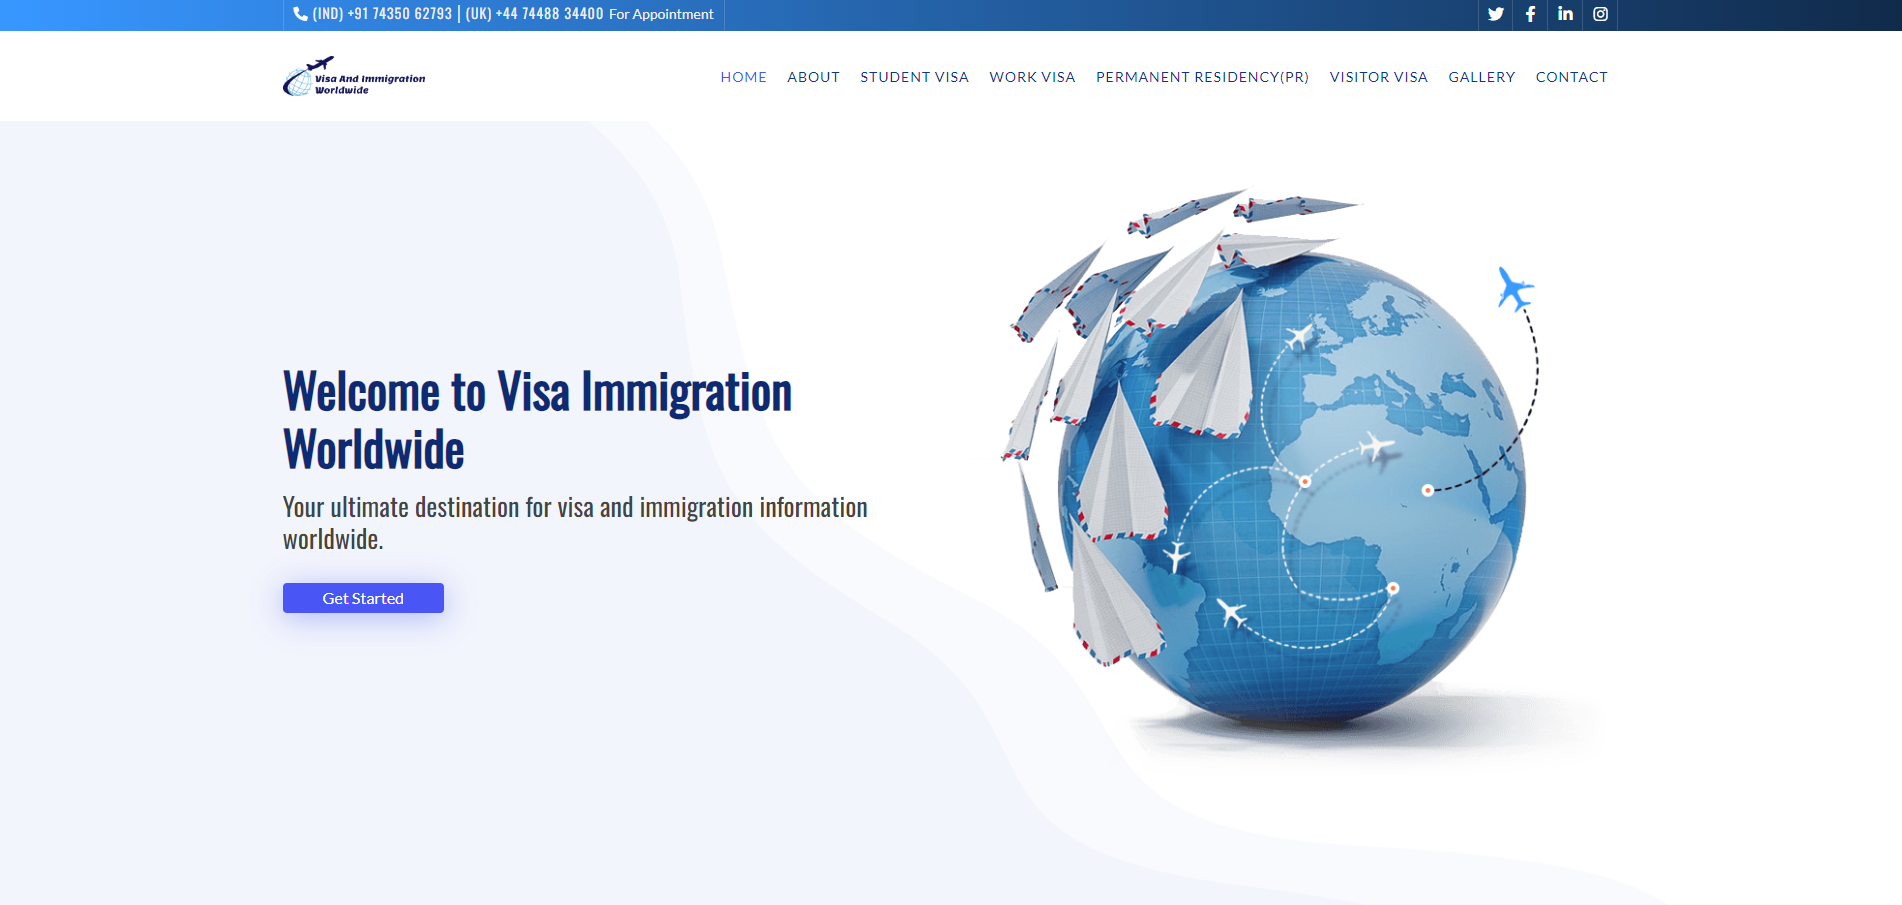 (IND) +91 74350 62793 | (UK) +44 74488 34400 For Appointment
Visa And Immigration
Worldwide
HOME ABOUT STUDENT VISA WORK VISA PERMANENT RESIDENCY(PR) VISITOR VISA GALLERY CONTACT
Welcome to Visa Immigration
Worldwide
Your ultimate destination for visa and immigration information
worldwide.
Get Started